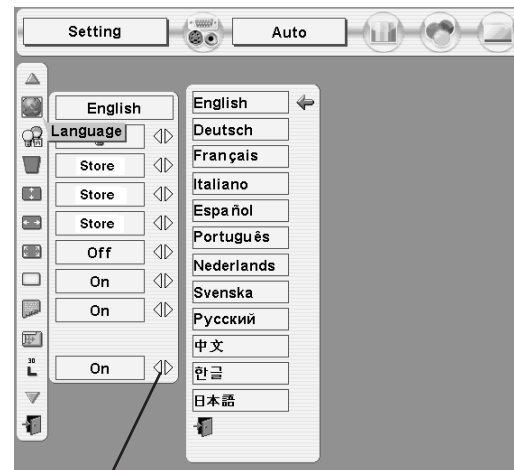 Setting
Auto
English
Language
Store
Store
Store
Off
On
On
On
English
Deutsch
Français
Italiano
Español
Português
Nederlands
Svenska
Русский
中文
한글
日本語